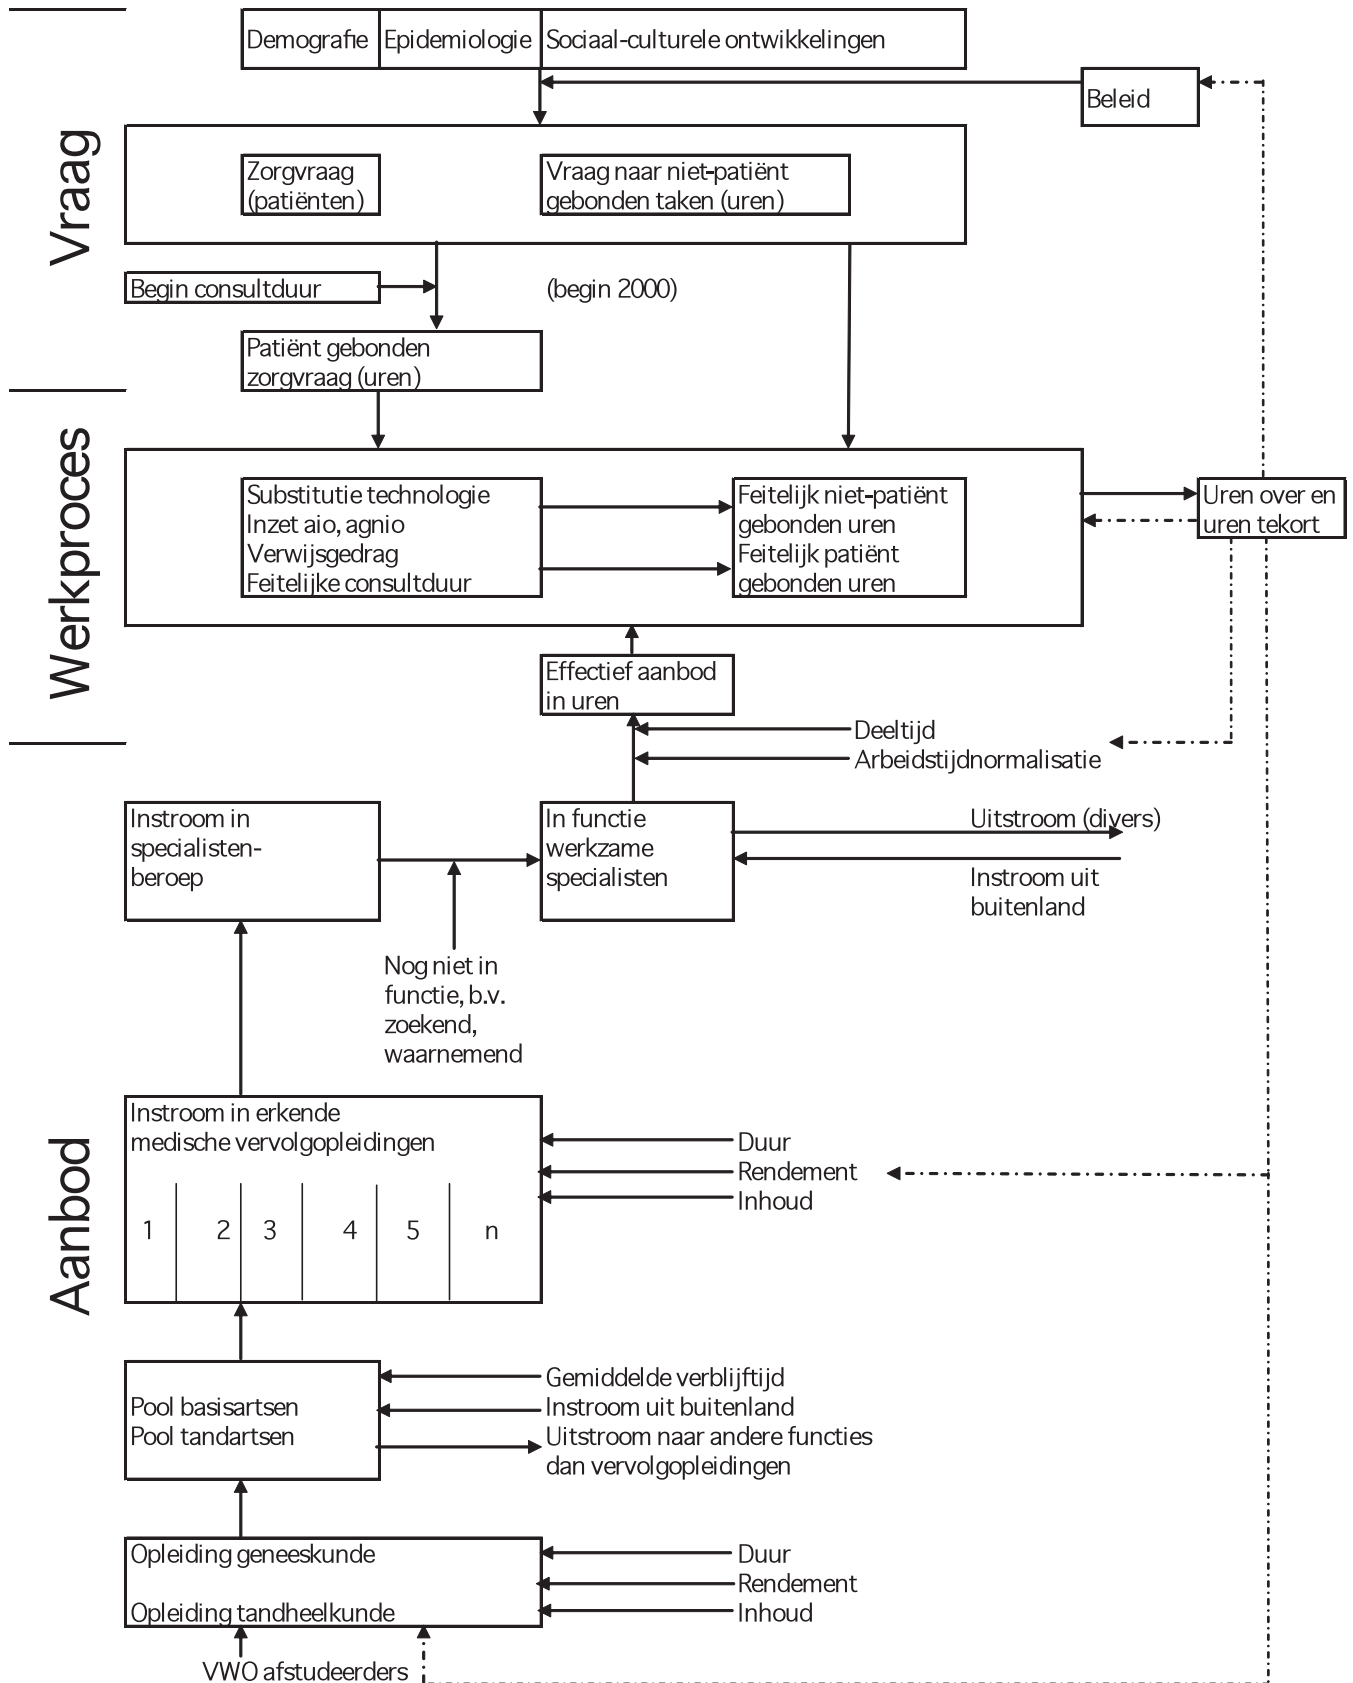 Demografie Epidemiologie Sociaal-culturele ontwikkelingen
Beleid
Vraag
Zorgvraag
(patiënten)
Vraag naar niet-patiënt
gebonden taken (uren)
Begin consultduur
(begin 2000)
Patiënt gebonden
zorgvraag (uren)
Werkproces
Substitutie technologie
Inzet aio, agnio
Verwijsgedrag
Feitelijke consultduur
Feitelijk niet-patiënt
gebonden uren
Feitelijk patiënt
gebonden uren
Uren over en
uren tekort
Effectief aanbod
in uren
Deeltijd
Arbeidstijdnormalisatie
Aanbod
Instroom in
specialisten-
beroep
In functie
werkzame
specialisten
Uitstroom (divers)
Instroom uit
buitenland
Nog niet in
functie, b.v.
zoekend,
waarnemend
Instroom in erkende
medische vervolgopleidingen
1 2 3 4 5 n
Duur
Rendement
Inhoud
Pool basisartsen
Pool tandartsen
Gemiddelde verblijftijd
Instroom uit buitenland
Uitstroom naar andere functies
dan vervolgopleidingen
Opleiding geneeskunde
Opleiding tandheelkunde
Duur
Rendement
Inhoud
VWO afstudeerders